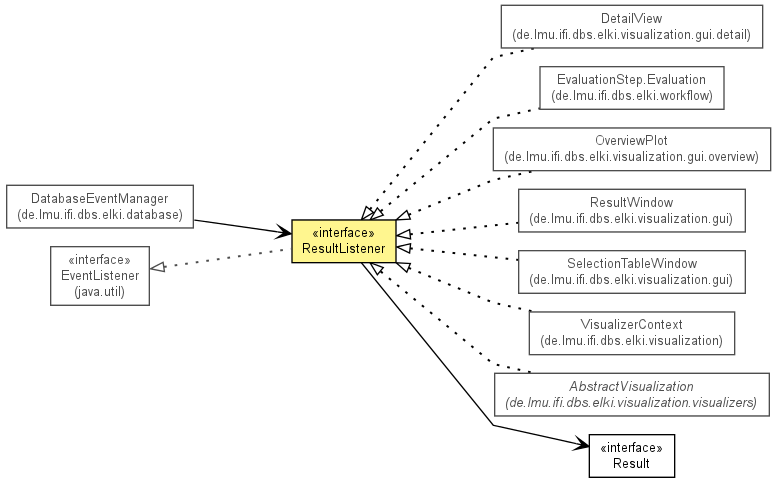 DetailView
(de.lmu.ifi.dbs.elki.visualization.gui.detail)
EvaluationStep.Evaluation
(de.lmu.ifi.dbs.elki.workflow)
OverviewPlot
(de.lmu.ifi.dbs.elki.visualization.gui.overview)
DatabaseEventManager
(de.lmu.ifi.dbs.elki.database)
ResultWindow
(de.lmu.ifi.dbs.elki.visualization.gui)
«interface»
ResultListener
«interface»
EventListener
(java.util)
SelectionTableWindow
(de.lmu.ifi.dbs.elki.visualization.gui)
VisualizerContext
(de.lmu.ifi.dbs.elki.visualization)
AbstractVisualization
(de.lmu.ifi.dbs.elki.visualization.visualizers)
«interface»
Result